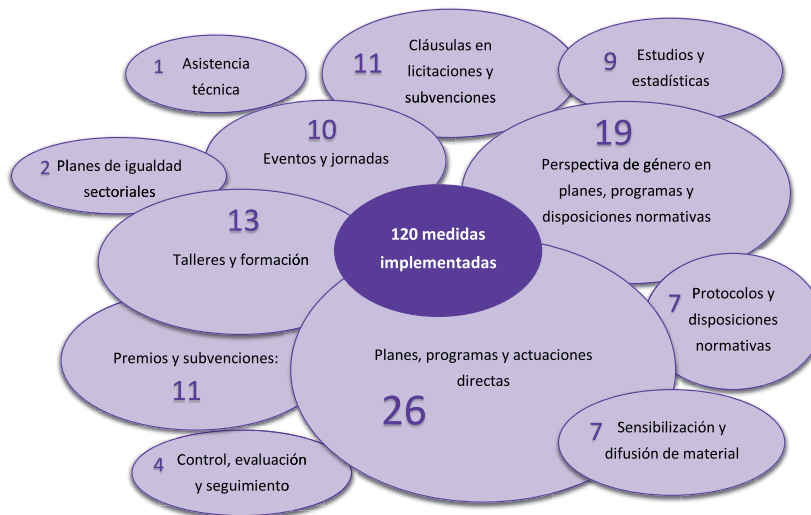 1 Asistencia
técnica
11 Cláusulas en
licitaciones y
subvenciones
9 Estudios y
estadísticas
10
Eventos y jornadas
19
Perspectiva de género en
planes, programas y
disposiciones normativas
2 Planes de igualdad
sectoriales
13
Talleres y formación
120 medidas
implementadas
7 Protocolos y
disposiciones
normativas
Premios y subvenciones:
11
Planes, programas y actuaciones
directas
26
7 Sensibilización y
difusión de material
4 Control, evaluación
y seguimiento